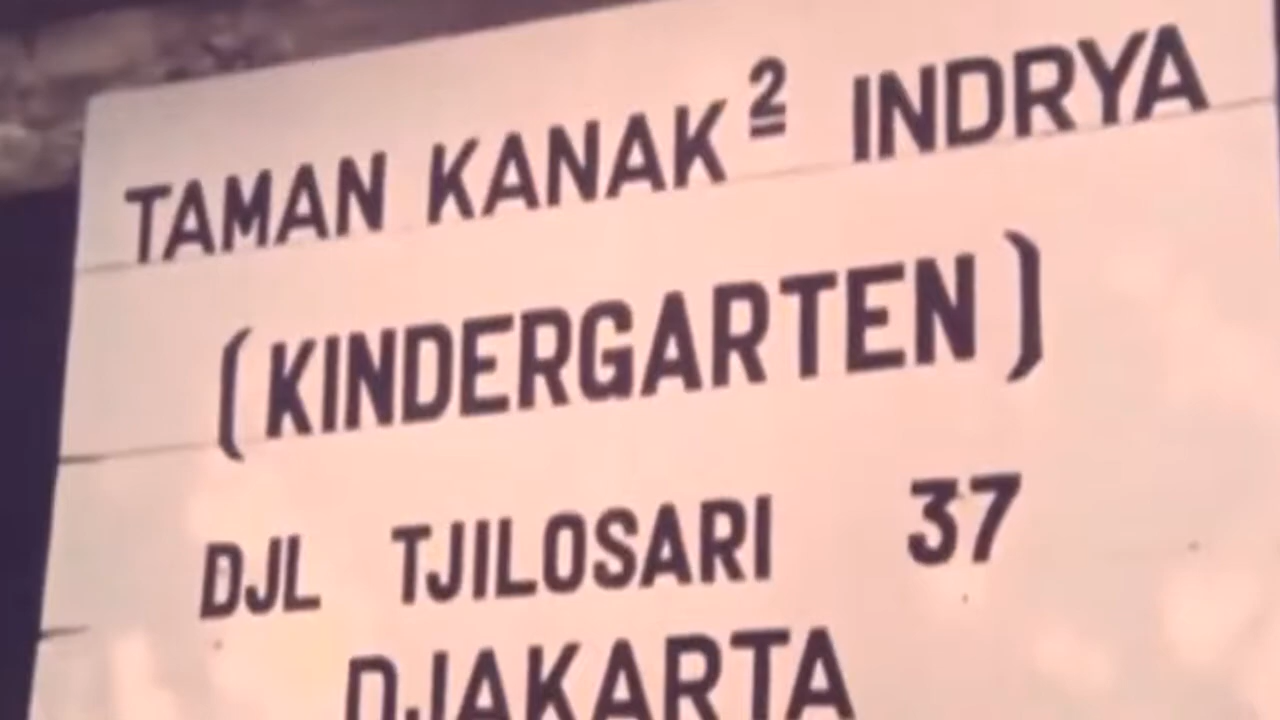 TAMAN KANAK² INDRYA
(KINDERGARTEN)
DJL TJILOSARI 37
DJAKARTA